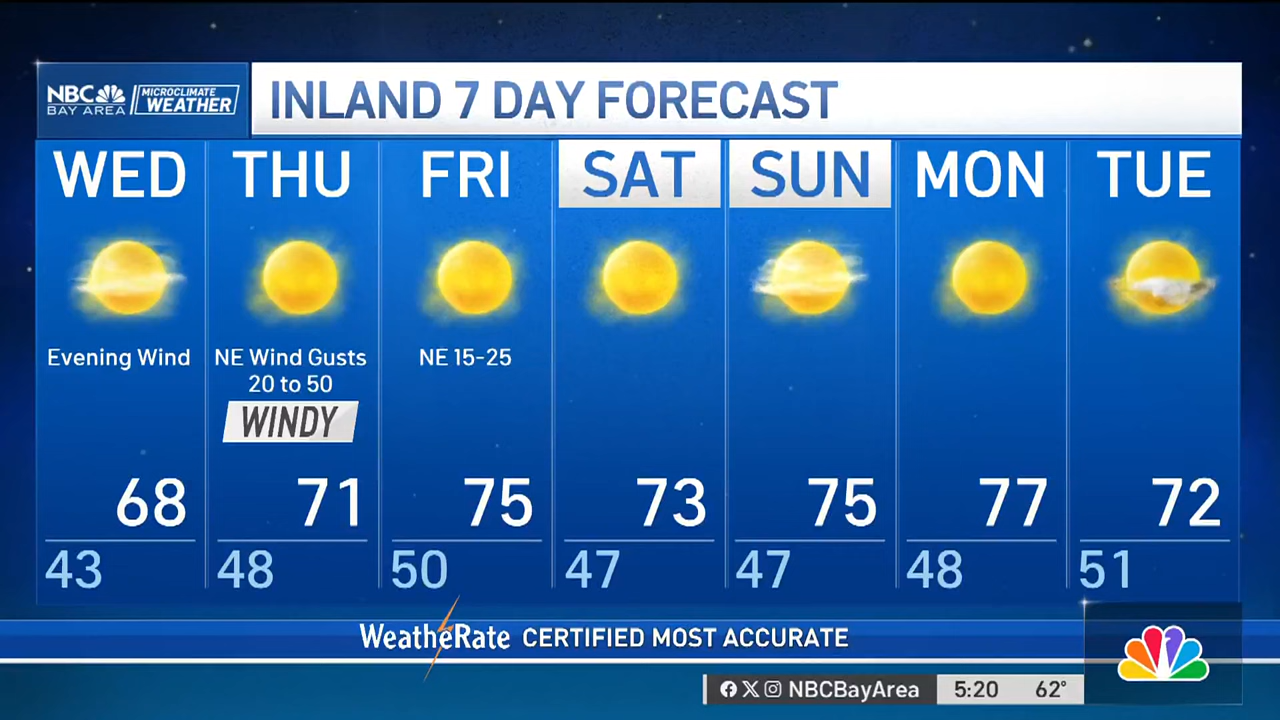 NBC
BAY AREA
MICROCLIMATE
WEATHER
INLAND 7 DAY FORECAST
WED THU FRI SAT SUN MON TUE
Evening Wind NE Wind Gusts NE 15-25
20 to 50
WINDY
68 71 75 73 75 77 72
43 48 50 47 47 48 51
WeatheRate CERTIFIED MOST ACCURATE
NBCBayArea 5:20 62°